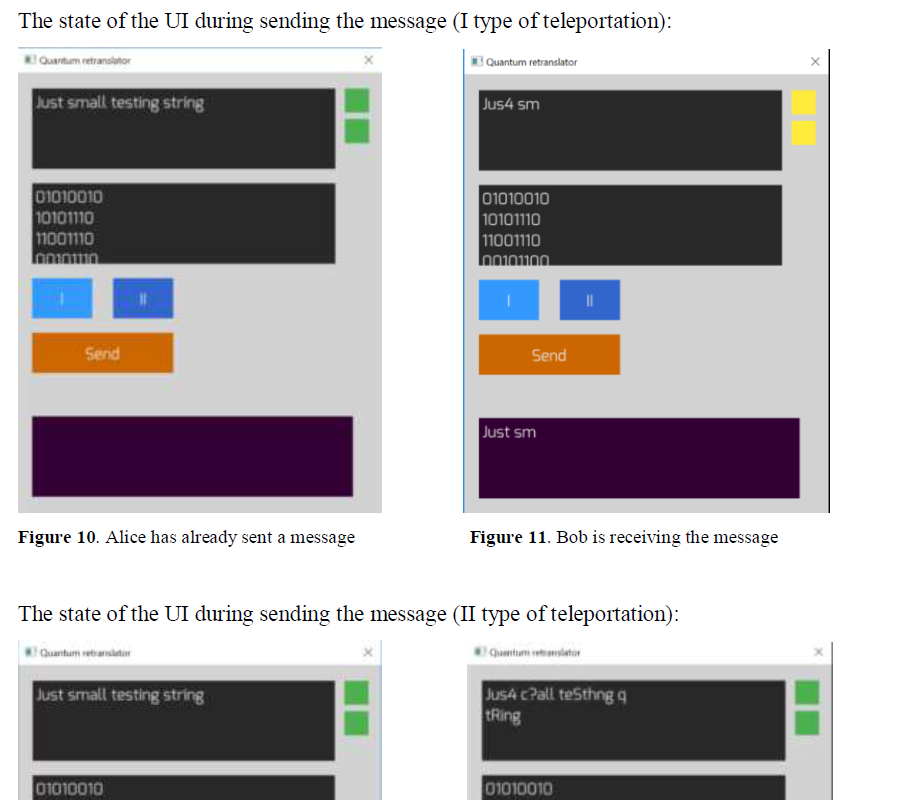 The state of the UI during sending the message (I type of teleportation):
Quantum retranslator
Just small testing string
01010010
10101110
11001110
00101110
I
II
Send
Figure 10. Alice has already sent a message
Quantum retranslator
Jus4 sm
01010010
10101110
11001110
00101100
I
II
Send
Just sm
Figure 11. Bob is receiving the message
The state of the UI during sending the message (II type of teleportation):
Quantum retranslator
Just small testing string
01010010
Quantum retranslator
Jus4 c?all teSthng q
tRing
01010010